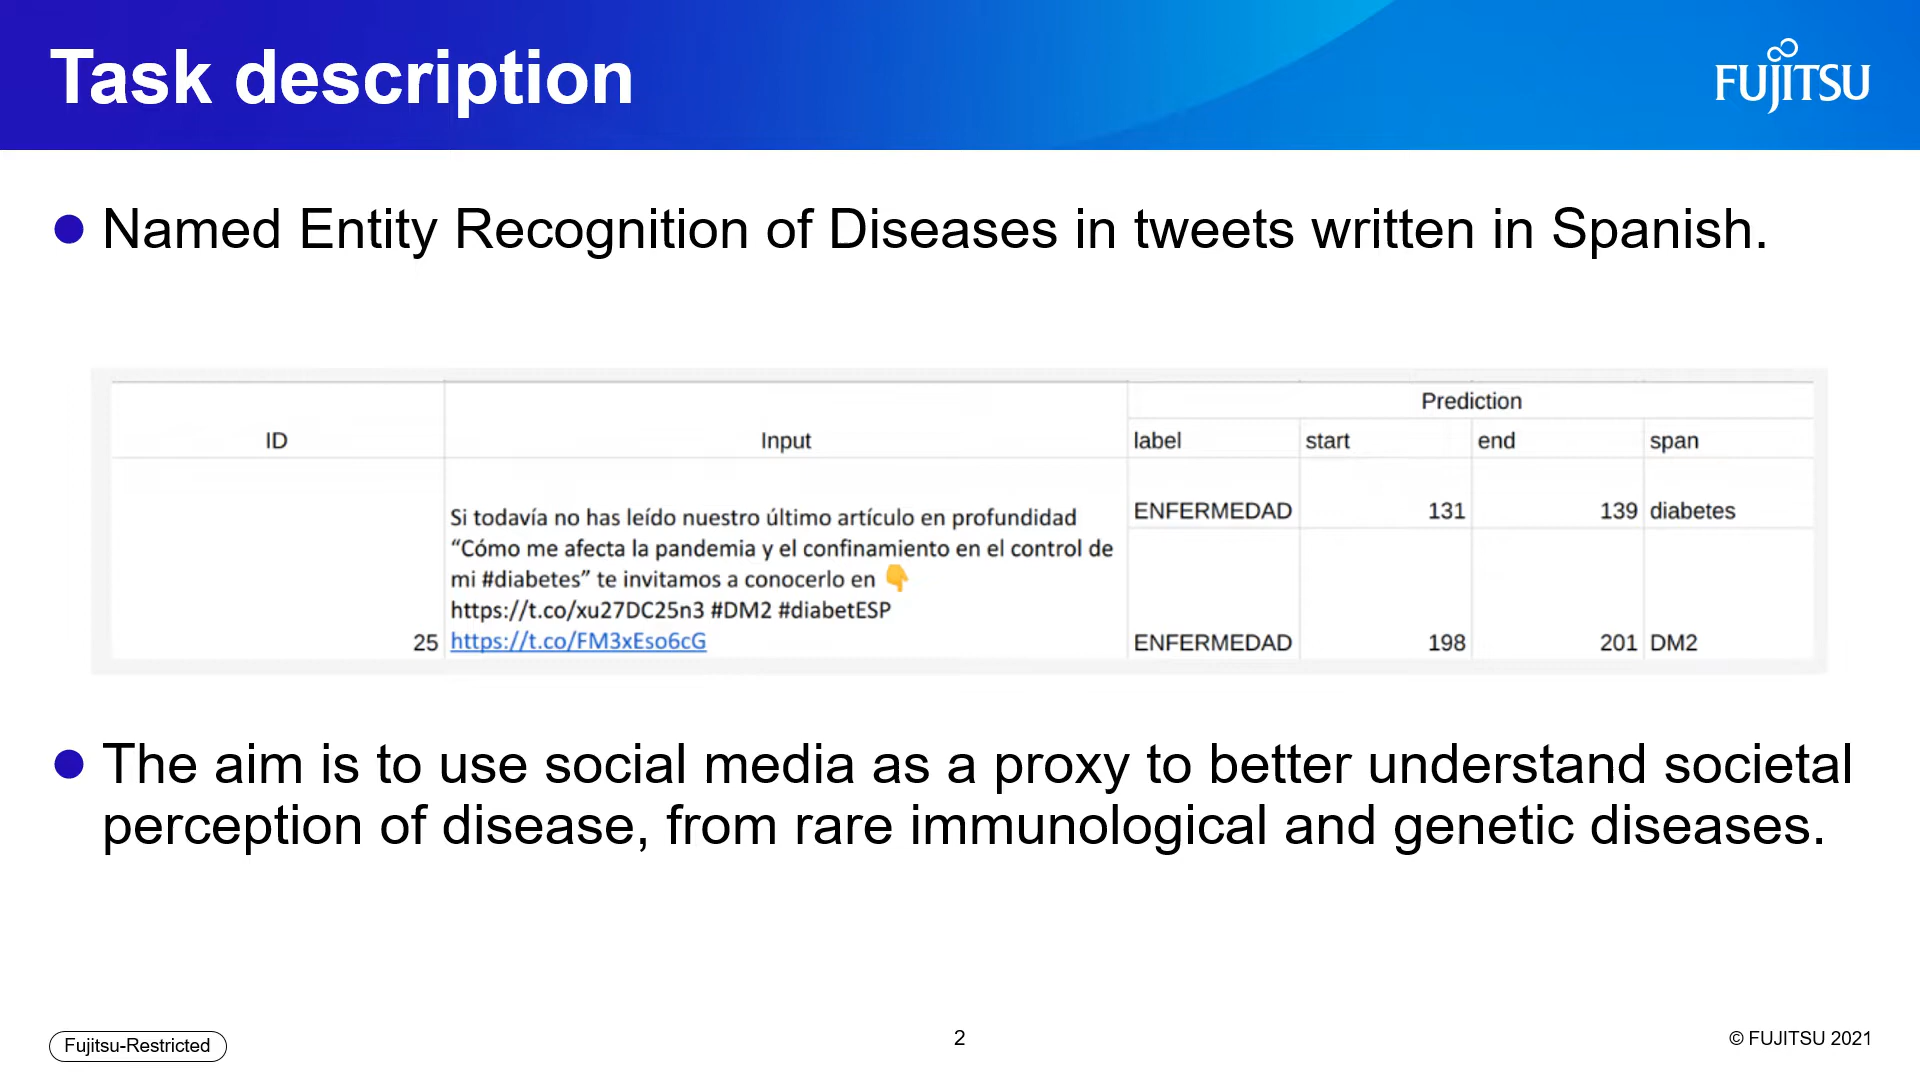 Task description
FUJITSU
● Named Entity Recognition of Diseases in tweets written in Spanish.
Prediction
ID Input label start end span
Si todavía no has leído nuestro último artículo en profundidad
“Cómo me afecta la pandemia y el confinamiento en el control de
mi #diabetes” te invitamos a conocerlo en 👇
https://t.co/xu27DC25n3 #DM2 #diabetESP
25 https://t.co/FM3xEso6cG
ENFERMEDAD 131 139 diabetes
ENFERMEDAD 198 201 DM2
● The aim is to use social media as a proxy to better understand societal
perception of disease, from rare immunological and genetic diseases.
Fujitsu-Restricted
2
© FUJITSU 2021